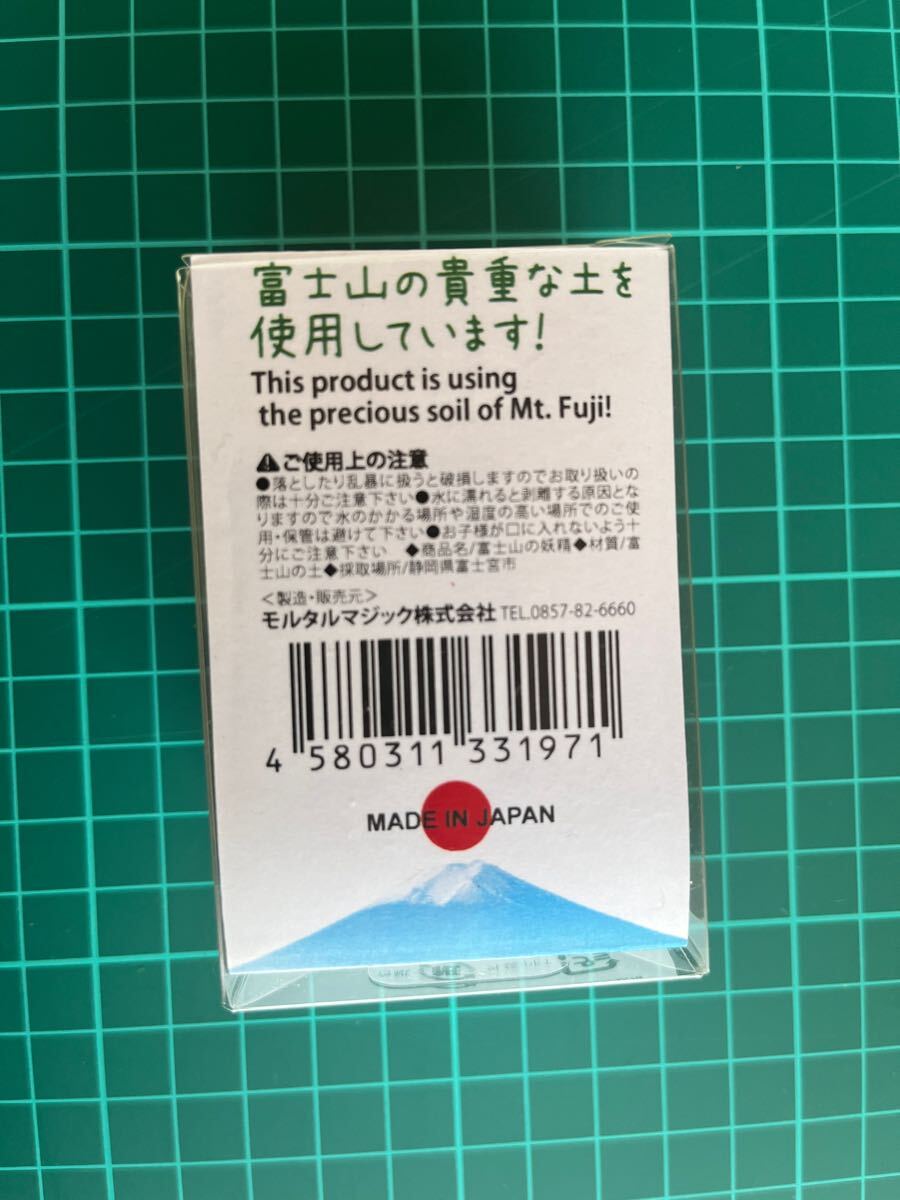 富士山の貴重な土を
使用しています!
This product is using
the precious soil of Mt. Fuji!
⚠ご使用上の注意
●落としたり乱暴に扱うと破損しますのでお取り扱いの
際は十分ご注意下さい●水に濡れると剥離する原因とな
りますので水のかかる場所や湿度の高い場所でのご使
用・保管は避けて下さい●お子様が口に入れないよう十
分にご注意下さい ◆商品名/富士山の妖精◆材質/富
士山の土◆採取場所/静岡県富士宮市
<製造・販売元>
モルタルマジック株式会社 TEL.0857-82-6660
4 580311 331971
MADE IN JAPAN